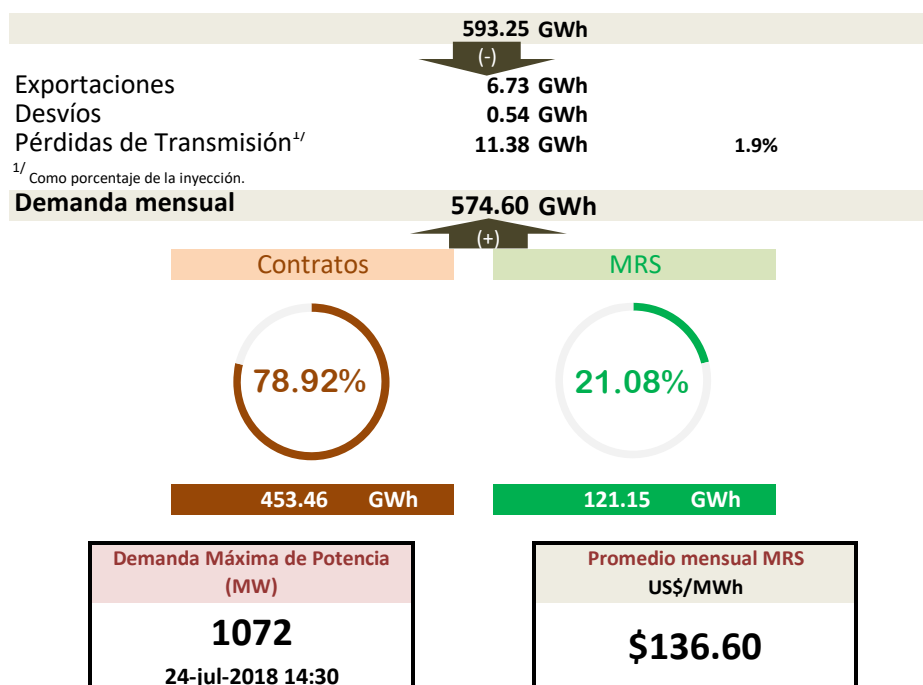 593.25 GWh
(-)
Exportaciones 6.73 GWh
Desvíos 0.54 GWh
Pérdidas de Transmisión 1/ 11.38 GWh 1.9%
1/ Como porcentaje de la inyección.
Demanda mensual 574.60 GWh
(+)
Contratos MRS
78.92% 21.08%
453.46 GWh 121.15 GWh
Demanda Máxima de Potencia
(MW)
1072
24-jul-2018 14:30
Promedio mensual MRS
US$/MWh
$136.60